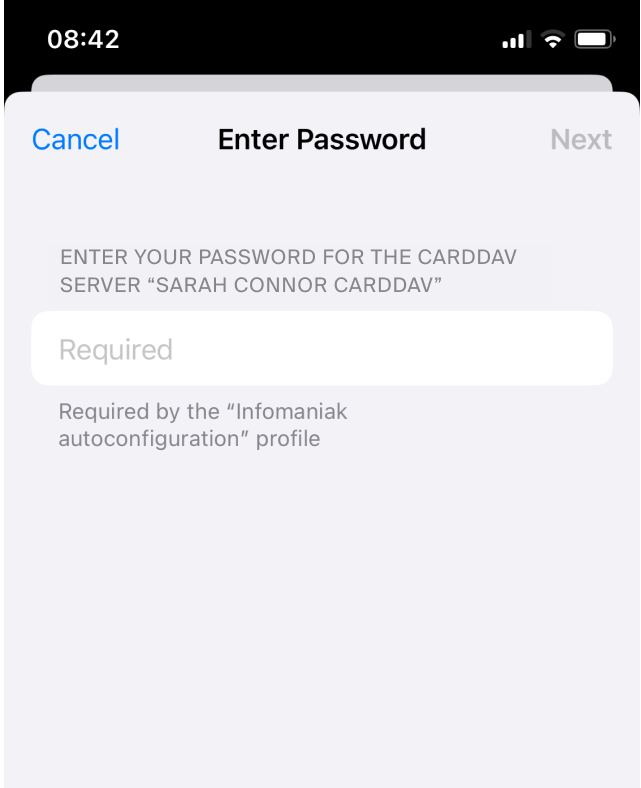 08:42
Cancel Enter Password Next
ENTER YOUR PASSWORD FOR THE CARDDAV
SERVER “SARAH CONNOR CARDDAV”
Required
Required by the “Infomaniak
autoconfiguration” profile